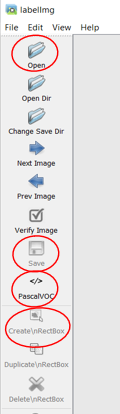 labelImg
File Edit View Help
Open
Open Dir
Change Save Dir
Next Image
Prev Image
Verify Image
Save
</>
PascalVOC
Create\nRectBox
Duplicate\nRectBox
Delete\nRectBox